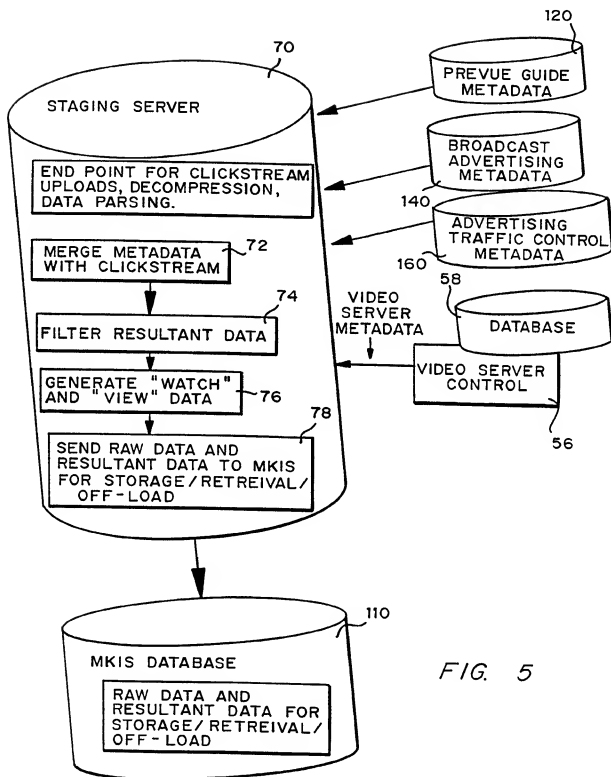 70
STAGING SERVER
END POINT FOR CLICKSTREAM
UPLOADS, DECOMPRESSION,
DATA PARSING.
72
MERGE METADATA
WITH CLICKSTREAM
74
FILTER RESULTANT DATA
GENERATE "WATCH"
AND "VIEW" DATA
76
78
SEND RAW DATA AND
RESULTANT DATA TO MKIS
FOR STORAGE/RETREIVAL/
OFF-LOAD
120
PREVUE GUIDE
METADATA
BROADCAST
ADVERTISING
METADATA
140
ADVERTISING
TRAFFIC CONTROL
METADATA
160
58
DATABASE
VIDEO SERVER
METADATA
VIDEO SERVER
CONTROL
56
110
MKIS DATABASE
RAW DATA AND
RESULTANT DATA FOR
STORAGE/RETREIVAL/
OFF-LOAD
FIG. 5